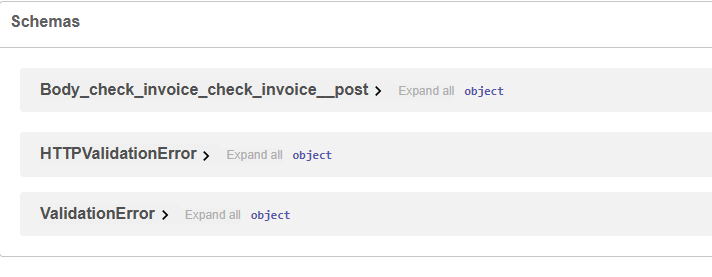 Schemas
Body_check_invoice_check_invoice__post Expand all object
HTTPValidationError Expand all object
ValidationError Expand all object